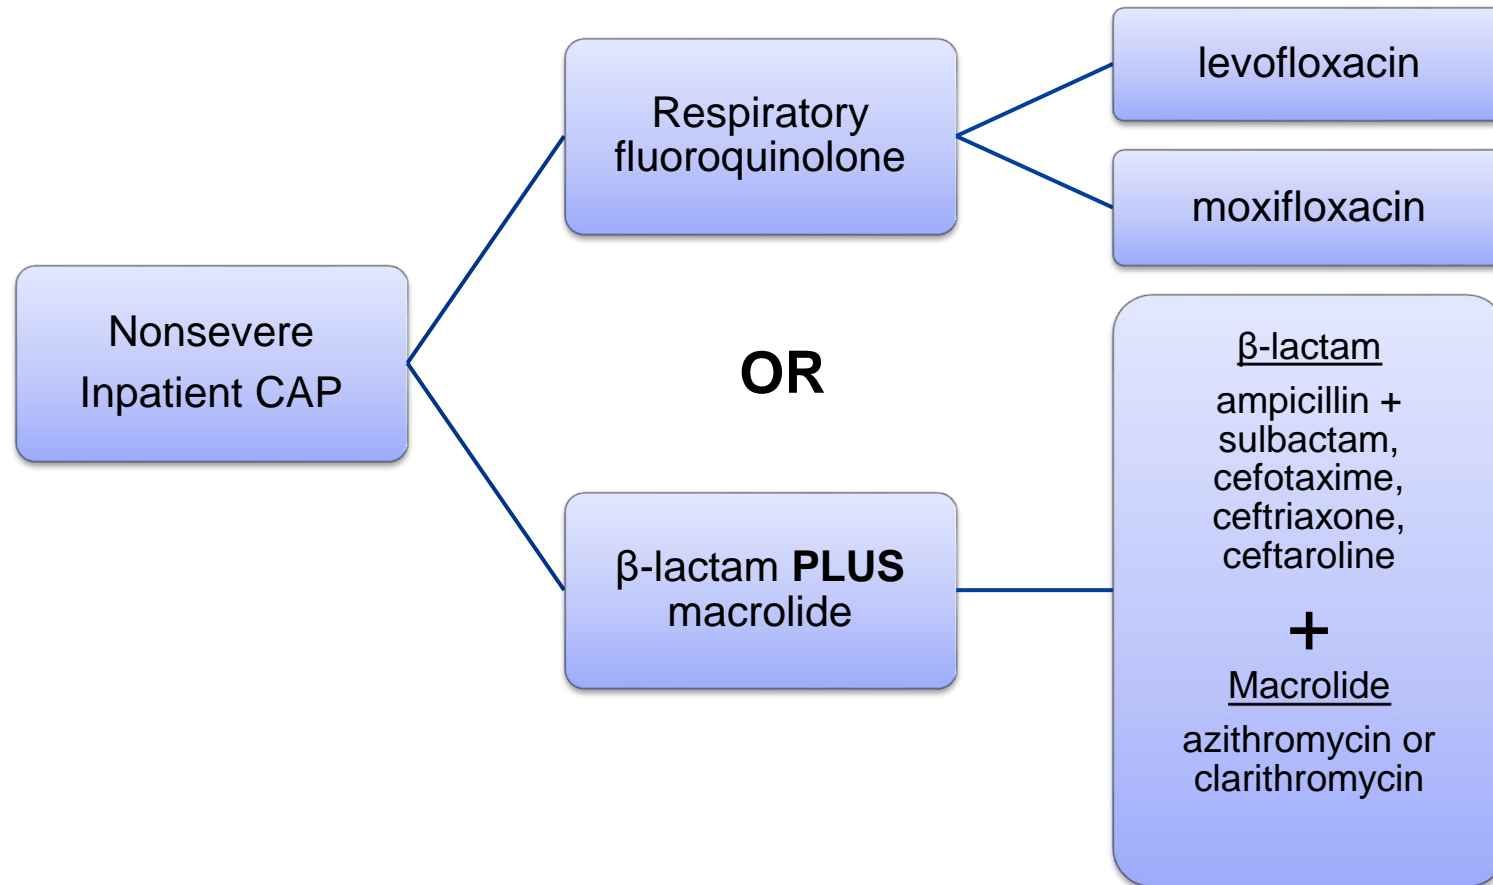 Nonsevere
Inpatient CAP
Respiratory
fluoroquinolone
levofloxacin
moxifloxacin
OR
β-lactam PLUS
macrolide
β-lactam
ampicillin +
sulbactam,
cefotaxime,
ceftriaxone,
ceftaroline
+
Macrolide
azithromycin or
clarithromycin